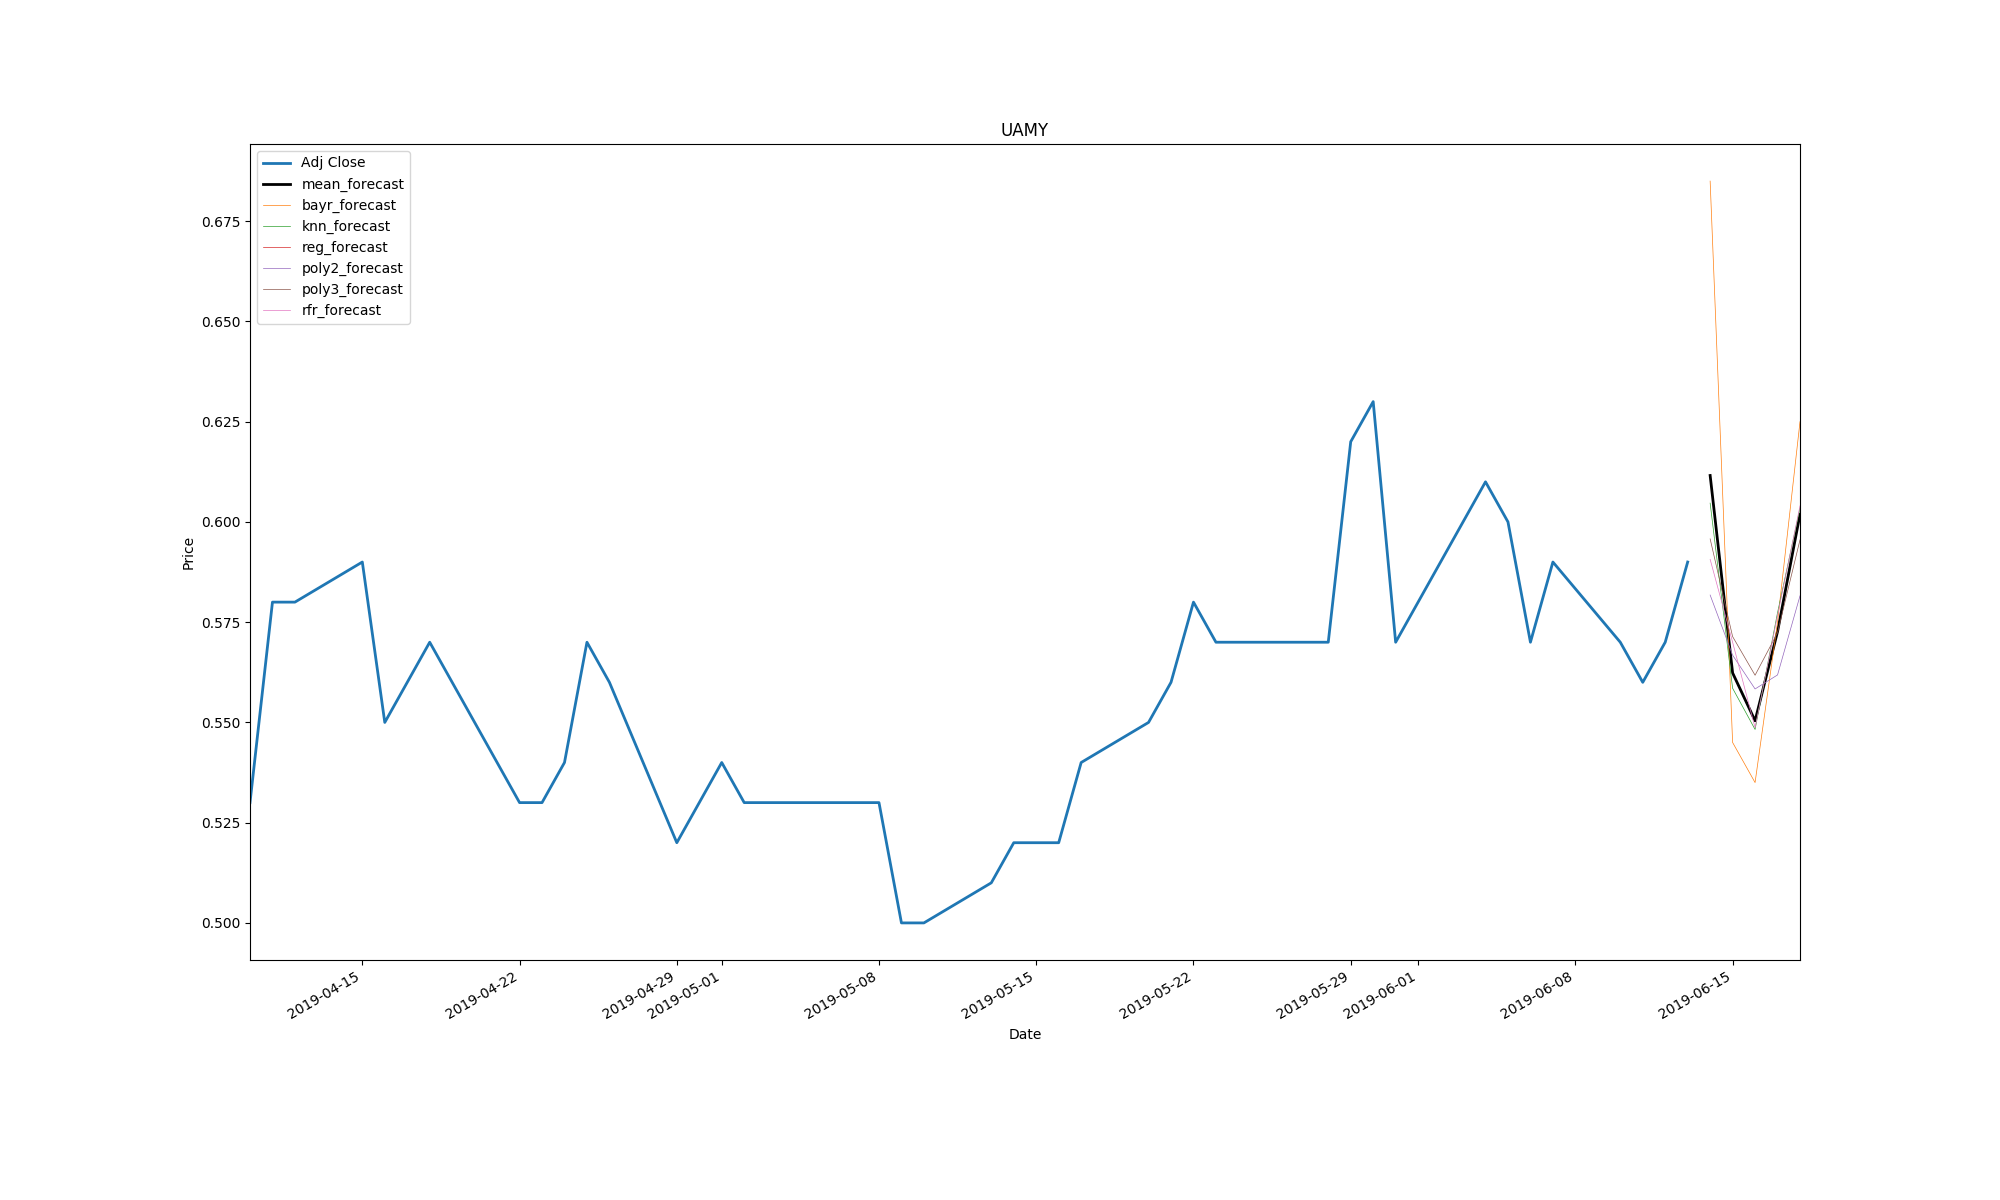 UAMY
Adj Close
mean_forecast
bayr_forecast
knn_forecast
reg_forecast
poly2_forecast
poly3_forecast
rfr_forecast
0.675
0.650
0.625
0.600
0.575
0.550
0.525
0.500
Price
2019-04-15
2019-04-22
2019-04-29
2019-05-01
2019-05-08
2019-05-15
2019-05-22
2019-05-29
2019-06-01
2019-06-08
2019-06-15
Date